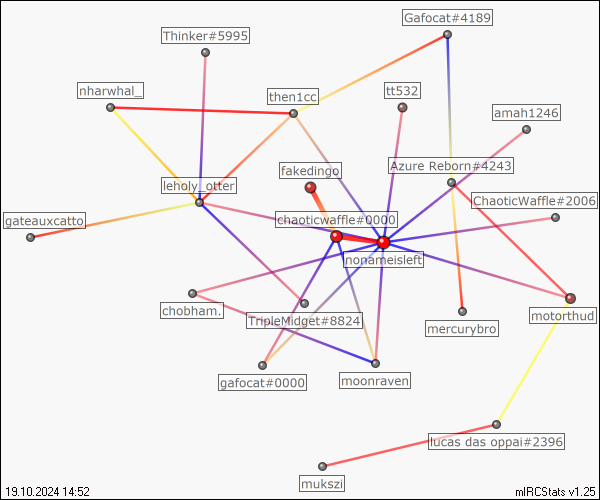 Gafocat#4189
Thinker#5995
nharwhal_
then1cc
tt532
amah1246
fakedingo
Azure Reborn#4243
leholy_otter
ChaoticWaffle#2006
gateauxcatto
chaoticwaffle#0000
nonameisleft
chobham.
TripleMidget#8824
motorthud
mercurybro
gafocat#0000
moonraven
lucas das oppai#2396
mukszi
19.10.2024 14:52
mIRCStats v1.25